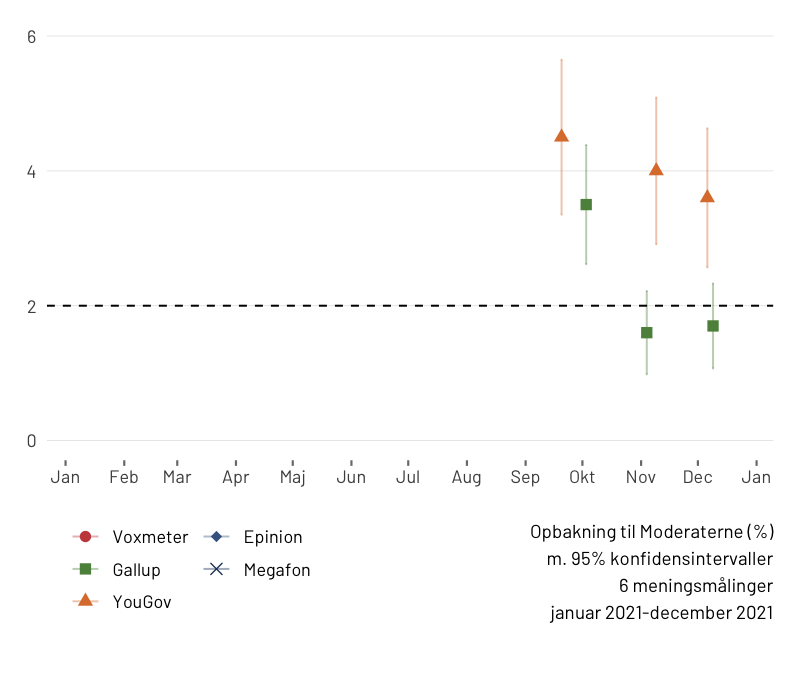 6
4
2
0
Jan Feb Mar Apr Maj Jun Jul Aug Sep Okt Nov Dec Jan
Voxmeter Epinion
Gallup Megafon
YouGov
Opbakning til Moderaterne (%)
m. 95% konfidensintervaller
6 meningsmålinger
januar 2021-december 2021